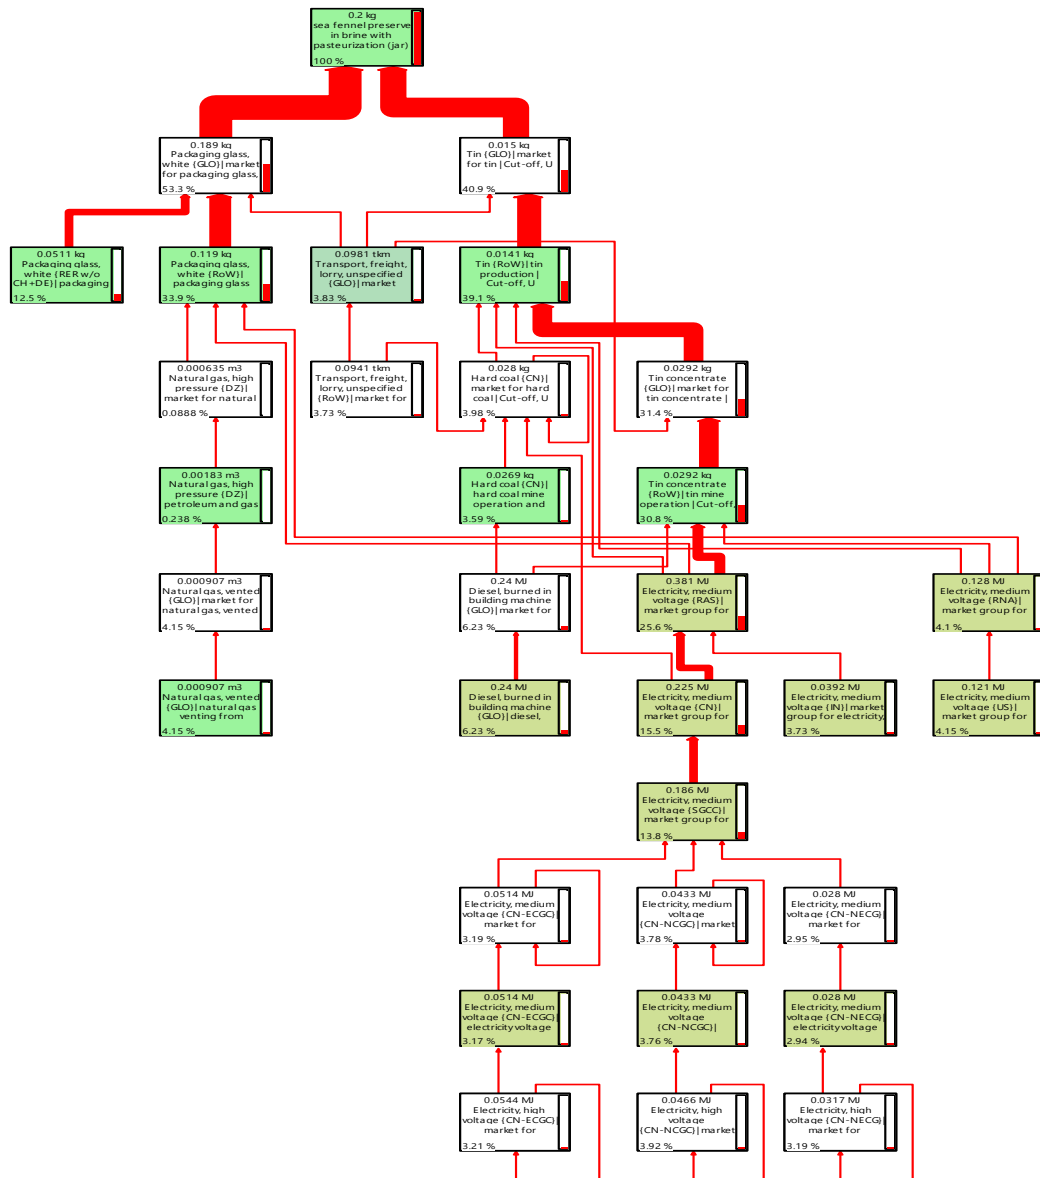 0.2 kg
sea fennel preserve
in brine with
pasteurization (jar)
100 %
0.189 kg
Packaging glass,
white {GLO}| market
for packaging glass,
53.3 %
0.015 kg
Tin {GLO}| market
for tin | Cut-off, U
40.9 %
0.0511 kg
Packaging glass,
white {RER w/o
CH+DE}| packaging
12.5 %
0.119 kg
Packaging glass,
white {RoW}|
packaging glass
33.9 %
0.0981 tkm
Transport, freight,
lorry, unspecified
{GLO}| market
3.83 %
0.0141 kg
Tin {RoW}| tin
production |
Cut-off, U
39.1 %
0.000635 m3
Natural gas, high
pressure {DZ}|
market for natural
0.0888 %
0.0941 tkm
Transport, freight,
lorry, unspecified
{RoW}| market for
3.73 %
0.028 kg
Hard coal {CN}|
market for hard
coal | Cut-off, U
3.98 %
0.0292 kg
Tin concentrate
{GLO}| market for
tin concentrate |
31.4 %
0.00183 m3
Natural gas, high
pressure {DZ}|
petroleum and gas
0.238 %
0.0269 kg
Hard coal {CN}|
hard coal mine
operation and
3.59 %
0.0292 kg
Tin concentrate
{RoW}| tin mine
operation | Cut-off,
30.8 %
0.000907 m3
Natural gas, vented
{GLO}| market for
natural gas, vented
4.15 %
0.24 MJ
Diesel, burned in
building machine
{GLO}| market for
6.23 %
0.381 MJ
Electricity, medium
voltage {RAS}|
market group for
25.6 %
0.128 MJ
Electricity, medium
voltage {RNA}|
market group for
4.1 %
0.000907 m3
Natural gas, vented
{GLO}| natural gas
venting from
4.15 %
0.24 MJ
Diesel, burned in
building machine
{GLO}| diesel,
6.23 %
0.225 MJ
Electricity, medium
voltage {CN}|
market group for
15.5 %
0.0392 MJ
Electricity, medium
voltage {IN}| market
group for electricity,
3.73 %
0.121 MJ
Electricity, medium
voltage {US}|
market group for
4.15 %
0.186 MJ
Electricity, medium
voltage {SGCC}|
market group for
13.8 %
0.0514 MJ
Electricity, medium
voltage {CN-ECGC}|
market for
3.19 %
0.0433 MJ
Electricity, medium
voltage
{CN-NCGC}| market
3.78 %
0.028 MJ
Electricity, medium
voltage {CN-NECG}|
market for
2.95 %
0.0514 MJ
Electricity, medium
voltage {CN-ECGC}|
electricity voltage
3.17 %
0.0433 MJ
Electricity, medium
voltage
{CN-NCGC}|
3.76 %
0.028 MJ
Electricity, medium
voltage {CN-NECG}|
electricity voltage
2.94 %
0.0544 MJ
Electricity, high
voltage {CN-ECGC}|
market for
3.21 %
0.0466 MJ
Electricity, high
voltage
{CN-NCGC}| market
3.92 %
0.0317 MJ
Electricity, high
voltage {CN-NECG}|
market for
3.19 %